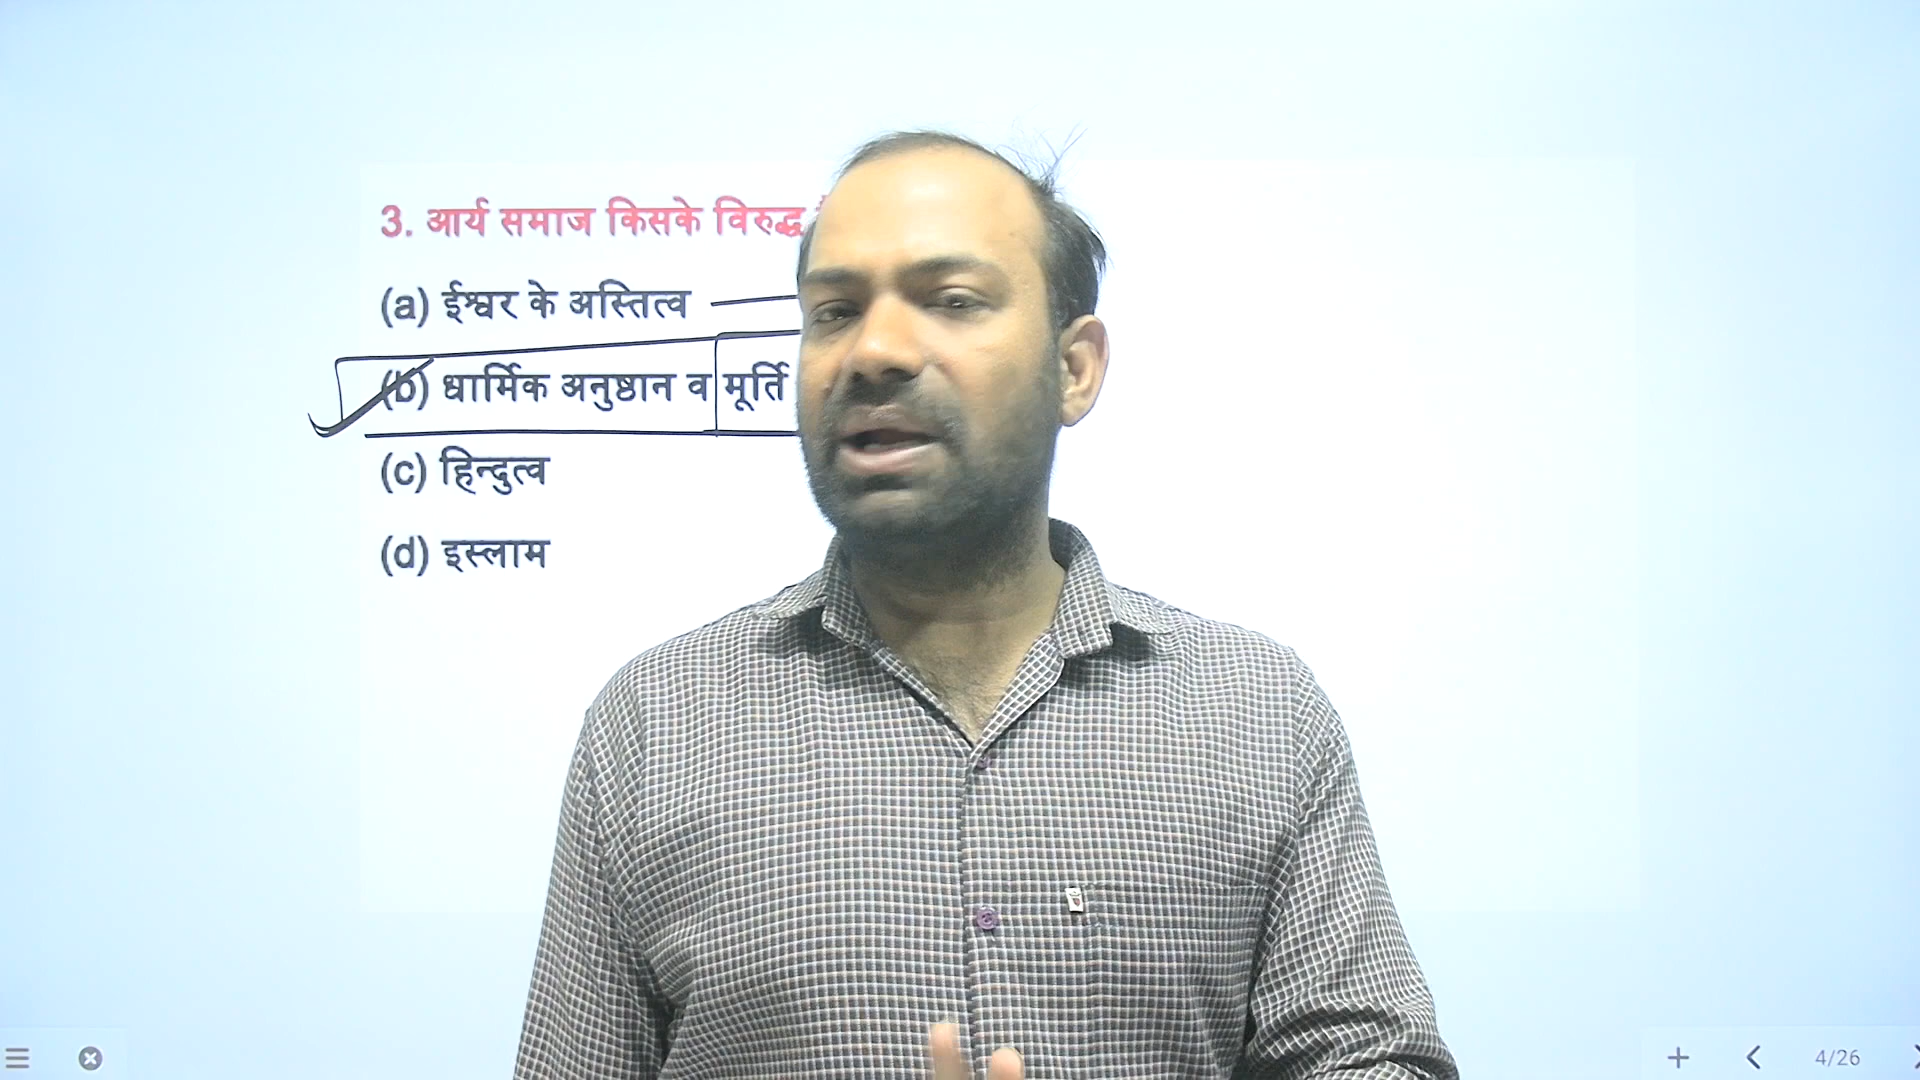 3. आर्य समाज किसके विरुद्ध
(a) ईश्वर के अस्तित्व
(b) धार्मिक अनुष्ठान व मूर्ति
(c) हिन्दुत्व
(d) इस्लाम
4/26